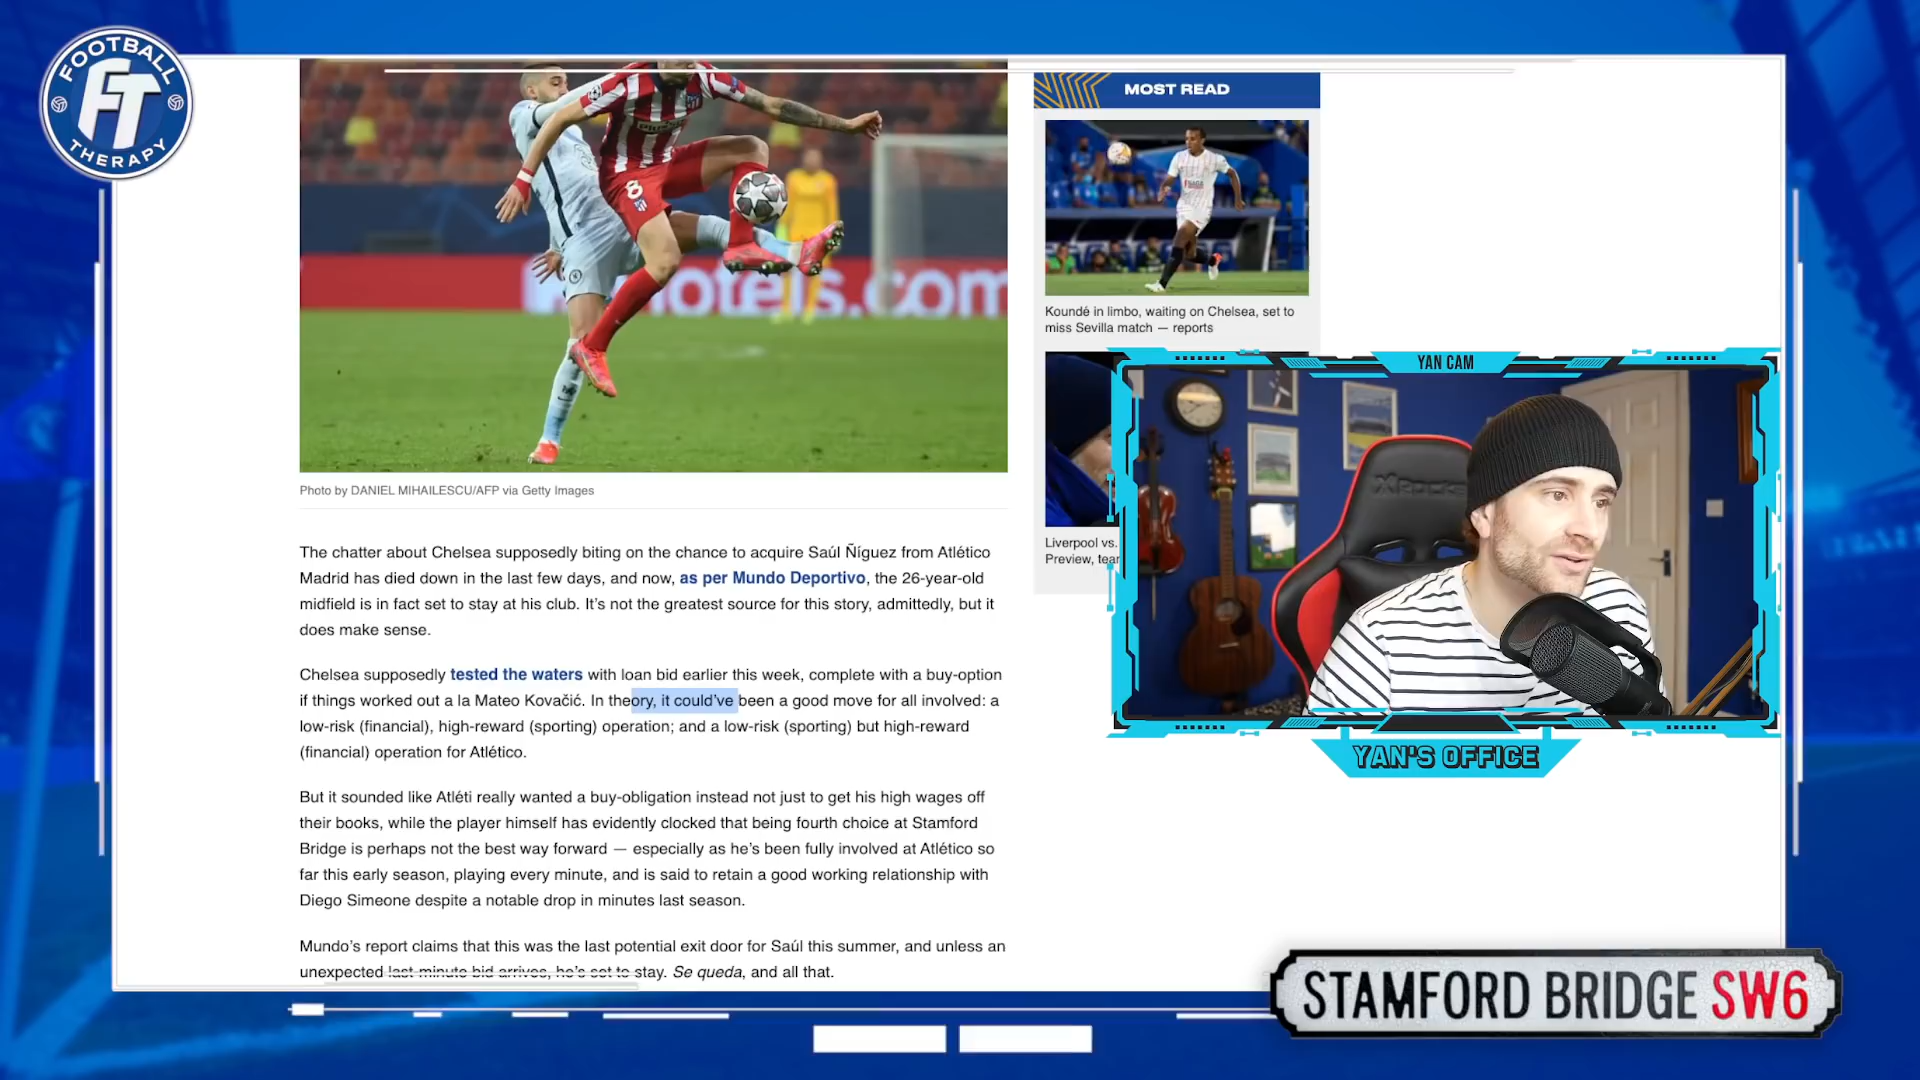 FOOTBALL
FT
THERAPY
8
hotels.com
Photo by DANIEL MIHAILESCU/AFP via Getty Images
The chatter about Chelsea supposedly biting on the chance to acquire Saúl Ñíguez from Atlético
Madrid has died down in the last few days, and now, as per Mundo Deportivo, the 26-year-old
midfield is in fact set to stay at his club. It’s not the greatest source for this story, admittedly, but it
does make sense.
Chelsea supposedly tested the waters with loan bid earlier this week, complete with a buy-option
if things worked out a la Mateo Kovačić. In theory, it could’ve been a good move for all involved: a
low-risk (financial), high-reward (sporting) operation; and a low-risk (sporting) but high-reward
(financial) operation for Atlético.
But it sounded like Atléti really wanted a buy-obligation instead not just to get his high wages off
their books, while the player himself has evidently clocked that being fourth choice at Stamford
Bridge is perhaps not the best way forward — especially as he’s been fully involved at Atlético so
far this early season, playing every minute, and is said to retain a good working relationship with
Diego Simeone despite a notable drop in minutes last season.
Mundo’s report claims that this was the last potential exit door for Saúl this summer, and unless an
unexpected last-minute bid arrives, he’s set to stay. Se queda, and all that.
MOST READ
Koundé in limbo, waiting on Chelsea, set to
miss Sevilla match — reports
Liverpool vs.
Preview, tea
YAN CAM
X ROCKE
YAN'S OFFICE
STAMFORD BRIDGE SW6